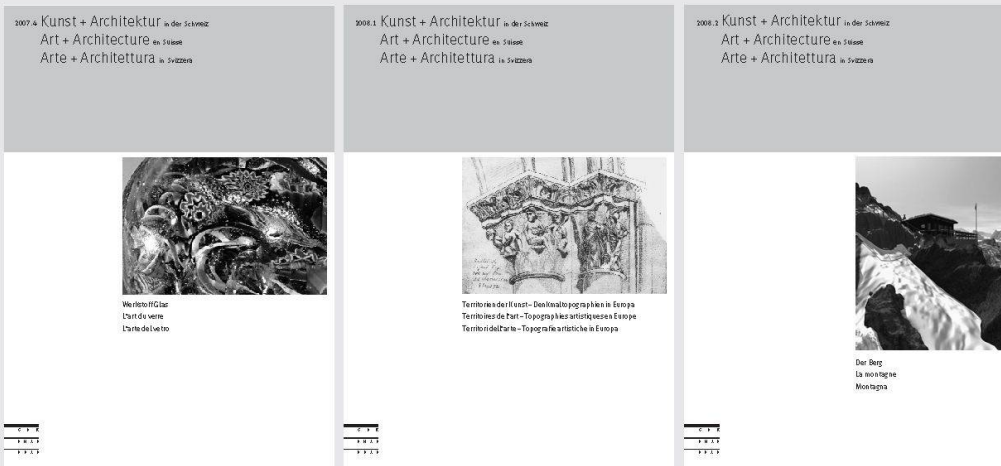 2007.4 Kunst + Architektur in der Schweiz
Art + Architecture en Suisse
Arte + Architettura in Svizzera
Werkstoff Glas
L'art du verre
L'arte del vetro
2008.1 Kunst + Architektur in der Schweiz
Art + Architecture en Suisse
Arte + Architettura in Svizzera
Territorien der Kunst – Denkmaltopographien in Europa
Territoires de l'art – Topographies artistiques en Europe
Territori dell'arte – Topografie artistiche in Europa
2008.2 Kunst + Architektur in der Schweiz
Art + Architecture en Suisse
Arte + Architettura in Svizzera
Der Berg
La montagne
Montagna